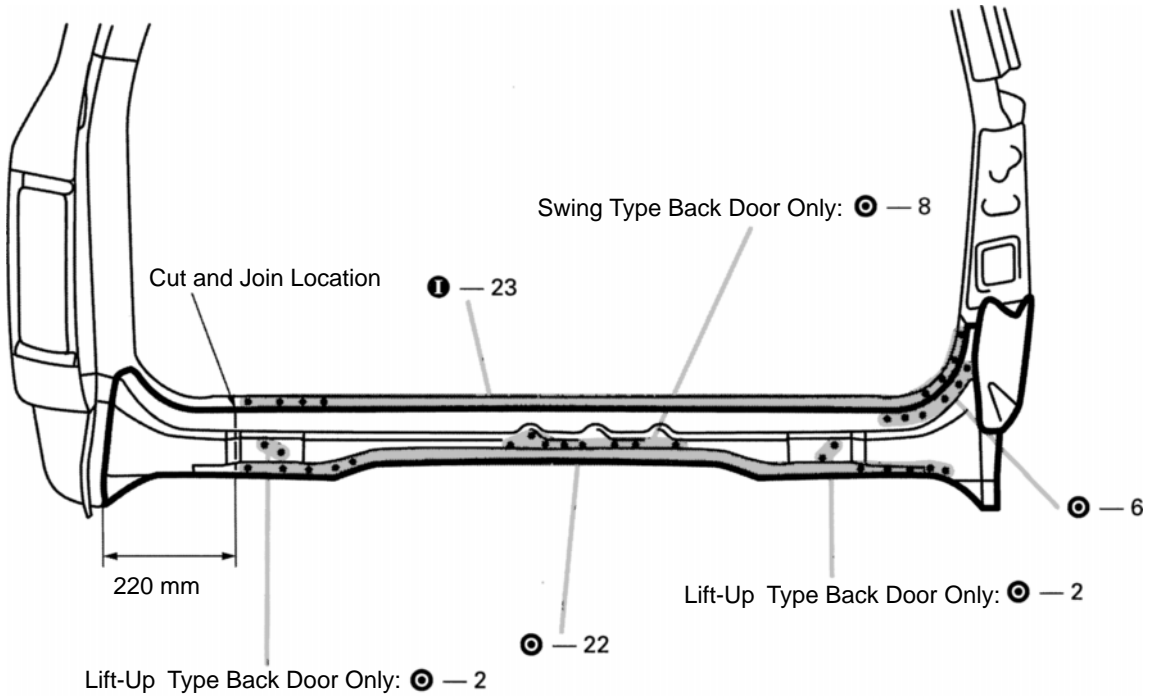 Swing Type Back Door Only: ◉ — 8
Cut and Join Location
❶ — 23
◉ — 6
220 mm
Lift-Up Type Back Door Only: ◉ — 2
◉ — 22
Lift-Up Type Back Door Only: ◉ — 2